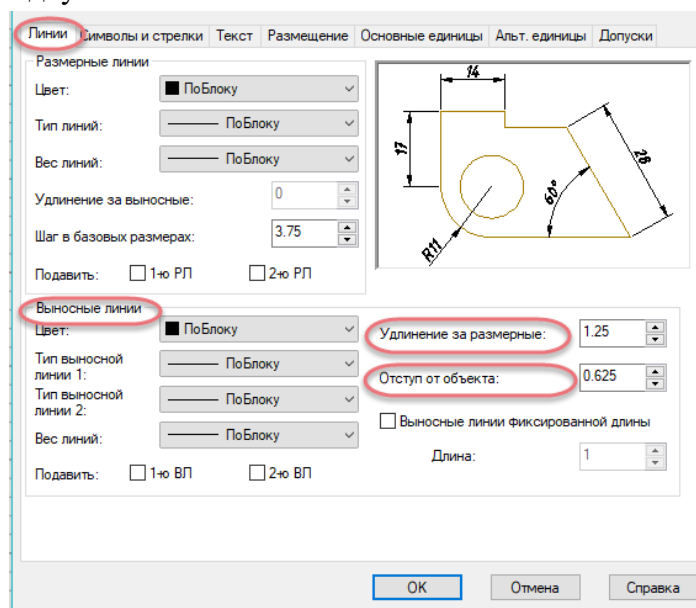 Линии Символы и стрелки Текст Размещение Основные единицы Альт. единицы Допуски
Размерные линии
Цвет: ПоБлоку
Тип линий: ПоБлоку
Вес линий: ПоБлоку
Удлинение за выносные: 0
Шаг в базовых размерах: 3.75
Подавить: 1-ю РЛ 2-ю РЛ
14
17
28
60°
R11
Выносные линии
Цвет: ПоБлоку
Тип выносной
линии 1: ПоБлоку
Тип выносной
линии 2: ПоБлоку
Вес линий: ПоБлоку
Подавить: 1-ю ВЛ 2-ю ВЛ
Удлинение за размерные: 1.25
Отступ от объекта: 0.625
Выносные линии фиксированной длины
Длина: 1
OK Отмена Справка